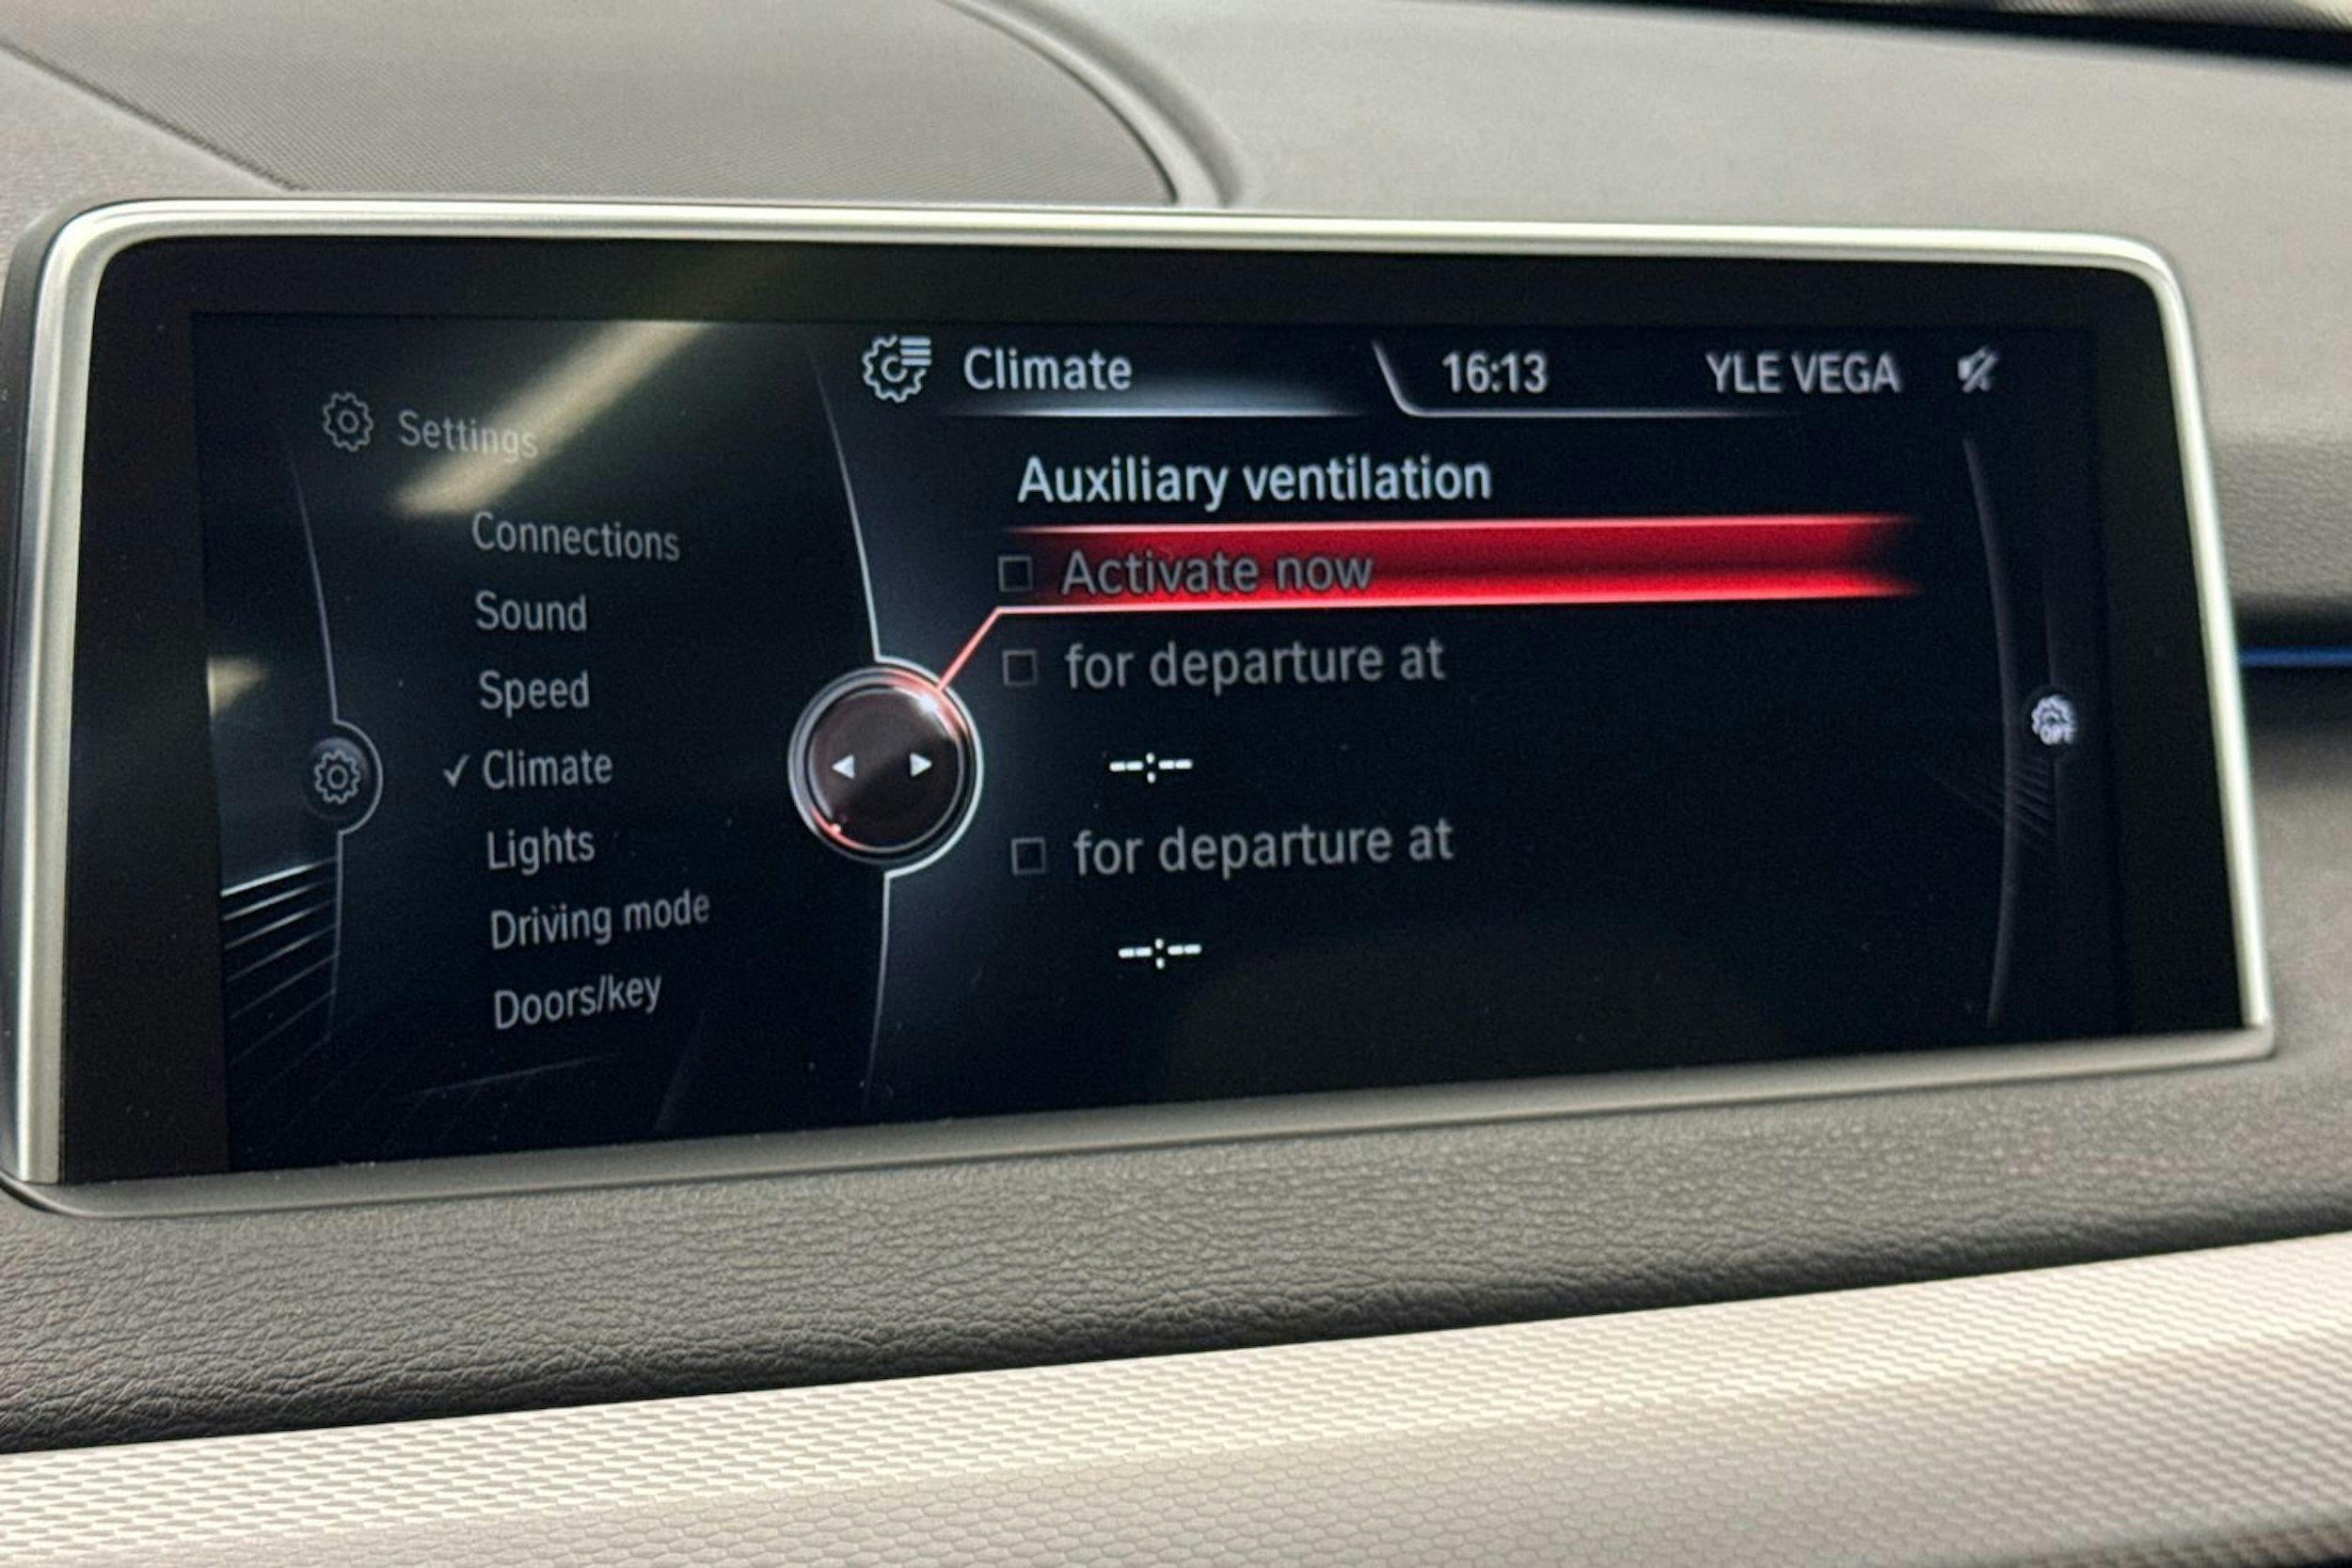 Settings
Connections
Sound
Speed
✓ Climate
Lights
Driving mode
Doors/key
Climate
16:13
YLE VEGA
Auxiliary ventilation
Activate now
for departure at
--:--
for departure at
--:--
OPT